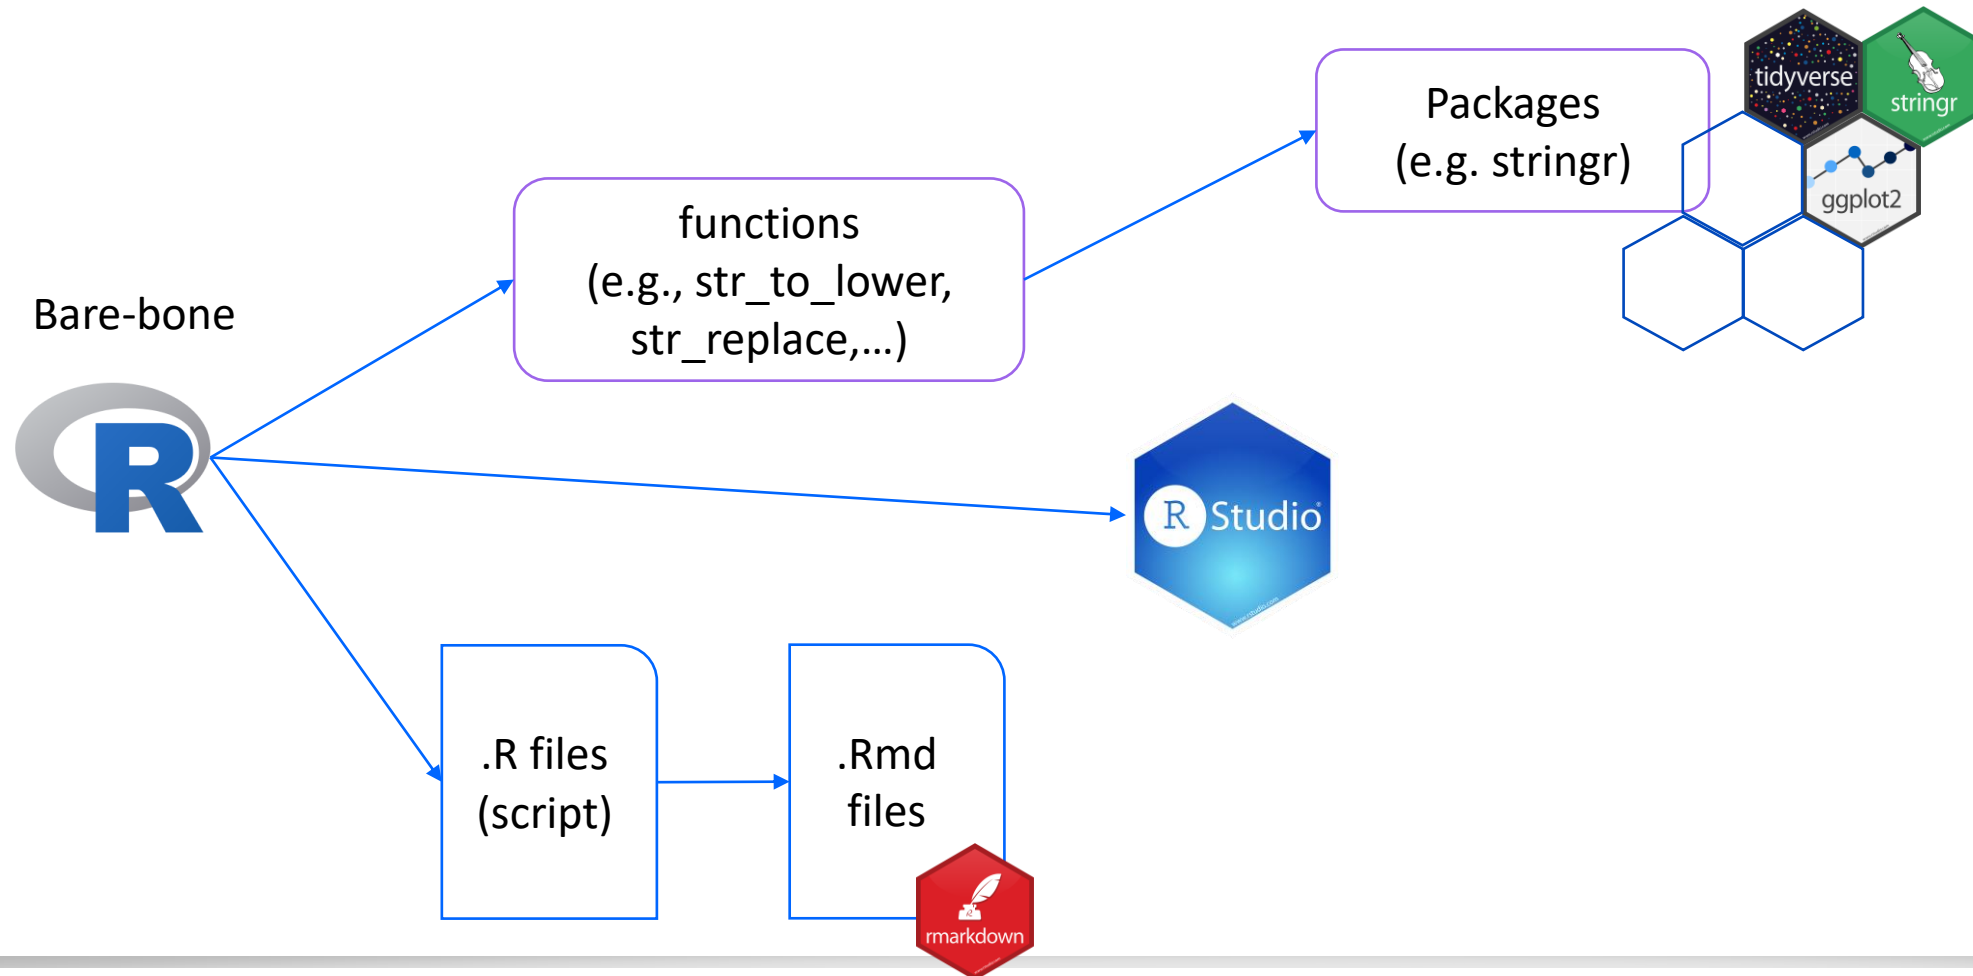 Bare-bone
R
functions
(e.g., str_to_lower,
str_replace,...)
Packages
(e.g. stringr)
tidyverse
stringr
ggplot2
R Studio
.R files
(script)
.Rmd
files
rmarkdown